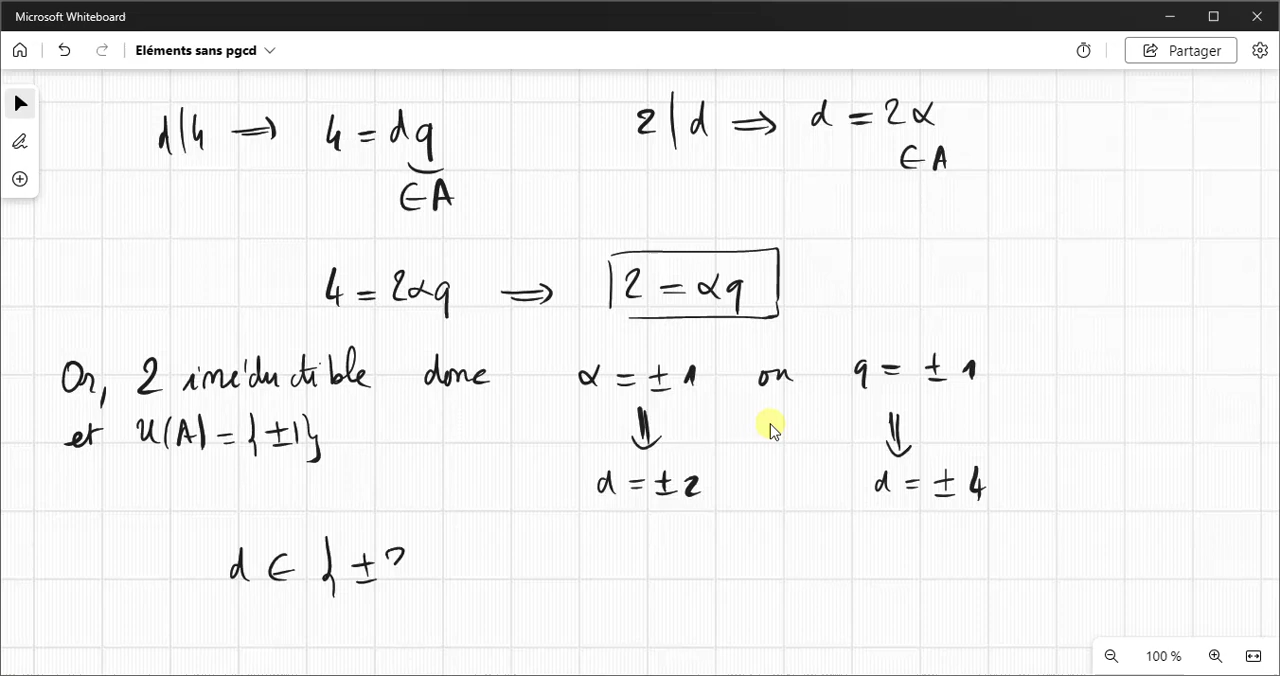 Microsoft Whiteboard
Eléments sans pgcd
Partager
d|4 ⟹ 4 = dq
∈ A
2|d ⟹ d = 2α
∈ A
4 = 2αq ⟹ 2 = αq
Or, 2 irréductible donc α = ±1 ou q = ±1
et U(A) = {±1} ⇓ ⇓
d = ±2 d = ±4
d ∈ { ±2
100 %